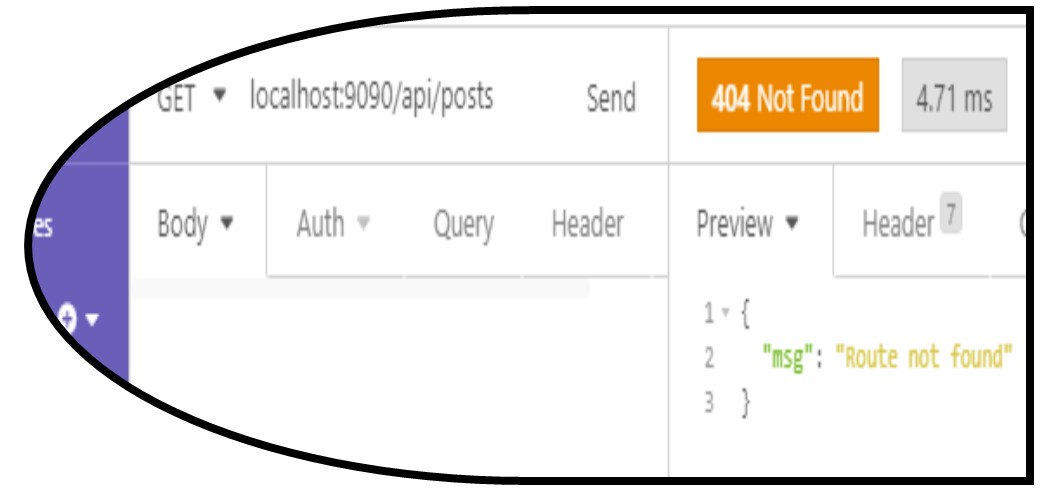 GET localhost:9090/api/posts Send 404 Not Found 4.71 ms
es Body Auth Query Header Preview Header 7
1 {
2 "msg": "Route not found"
3 }